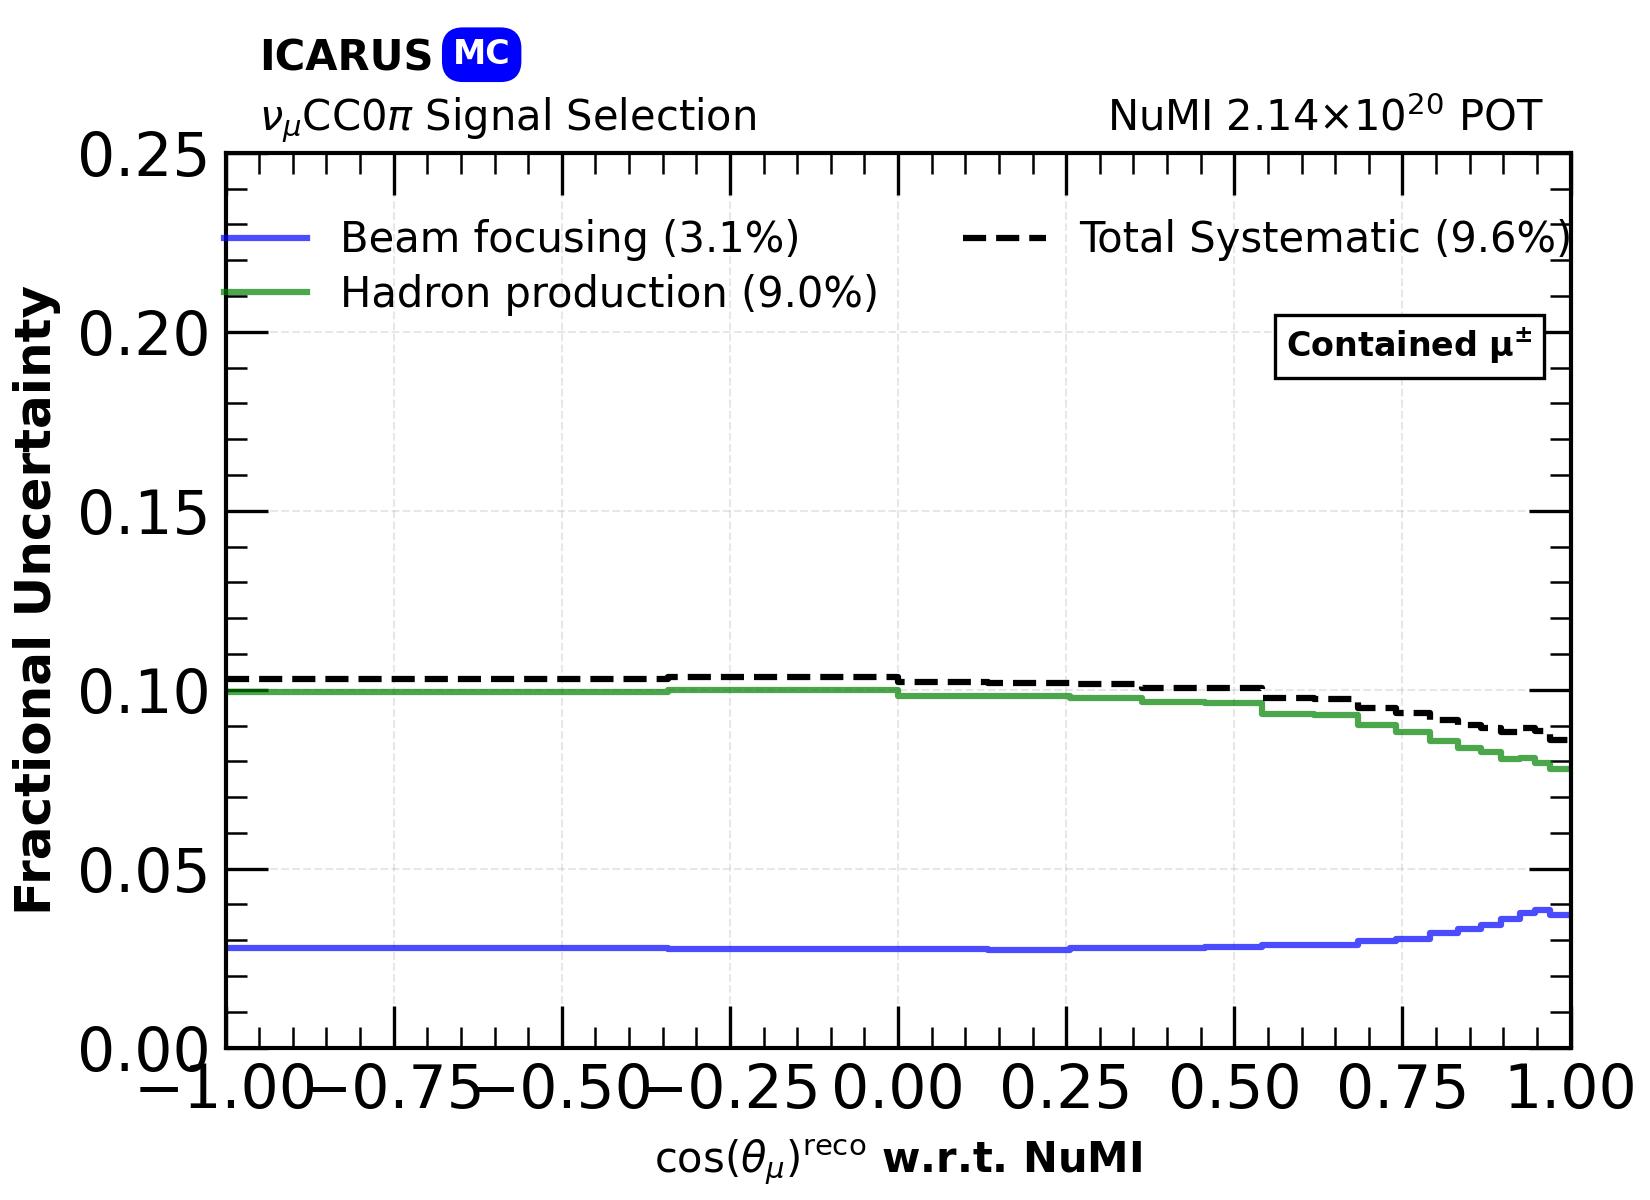 ICARUS MC
νμCC0π Signal Selection
NuMI 2.14×10²⁰ POT
0.25
0.20
0.15
0.10
0.05
0.00
Fractional Uncertainty
Beam focusing (3.1%)
Hadron production (9.0%)
Total Systematic (9.6%)
Contained μ±
−1.00 −0.75 −0.50 −0.25 0.00 0.25 0.50 0.75 1.00
cos(θμ)reco w.r.t. NuMI